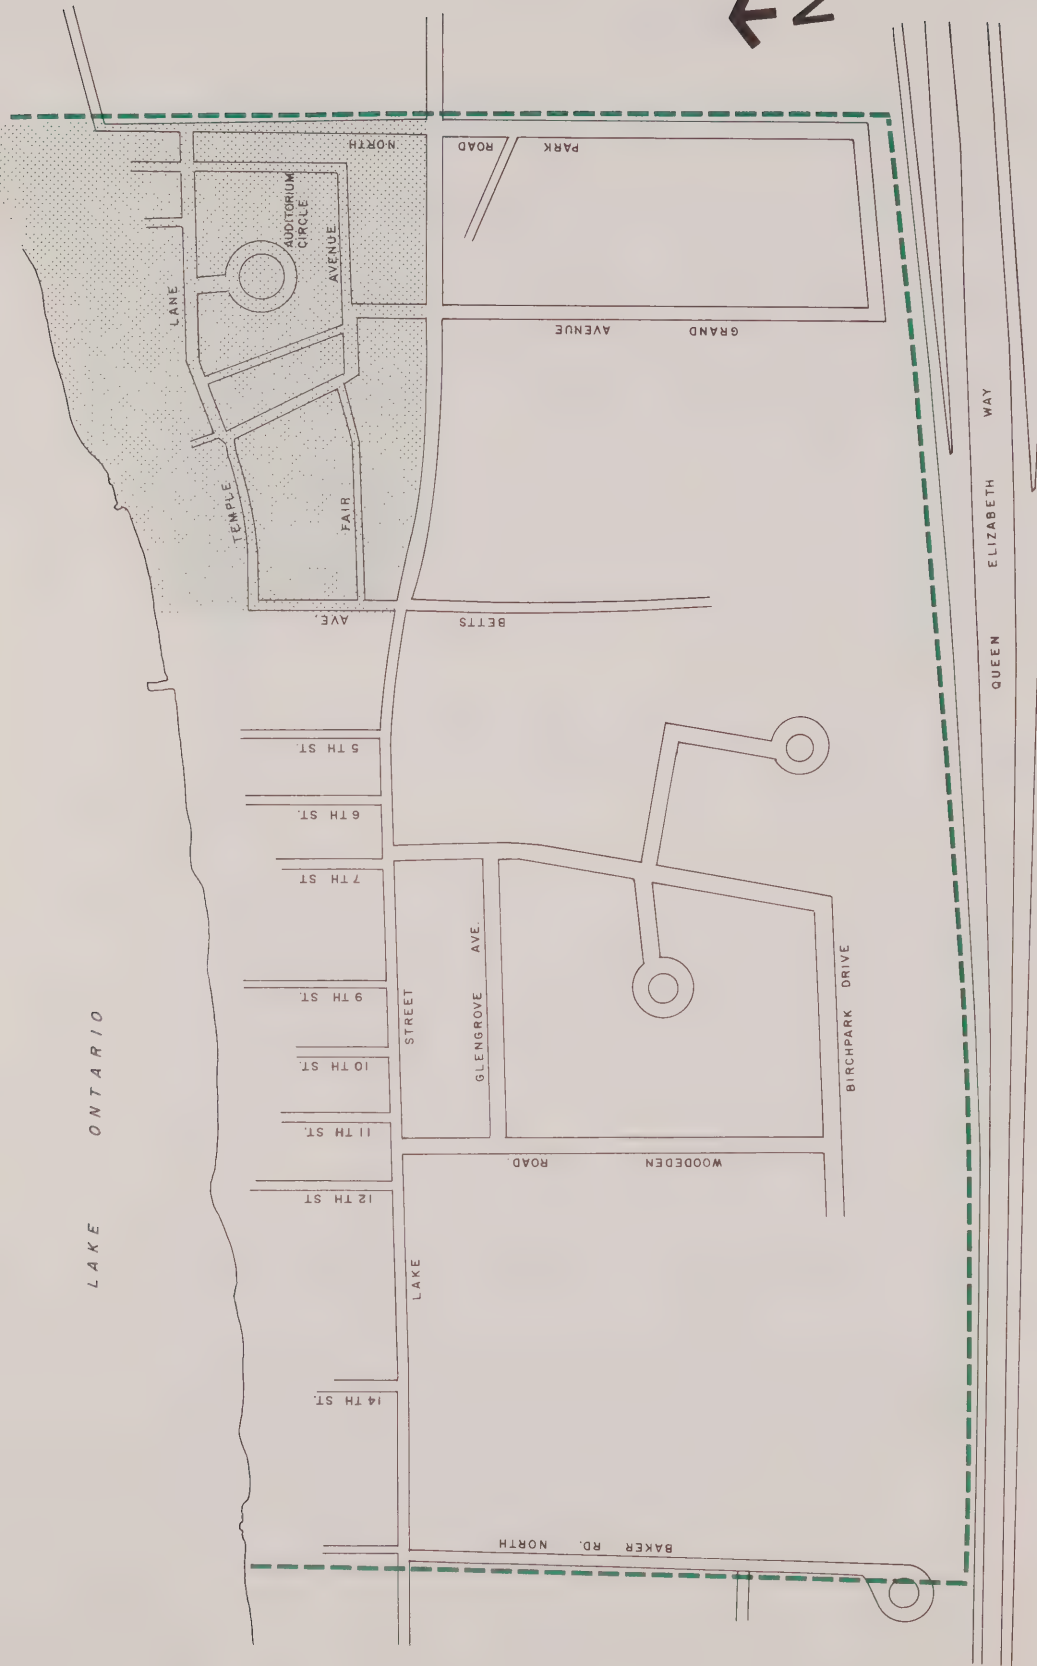 N
NORTH
PARK ROAD
AUDITORIUM
CIRCLE
AVENUE
FAIR
LANE
TEMPLE
GRAND AVENUE
QUEEN ELIZABETH WAY
BETTS AVE.
5 TH ST.
6 TH ST.
7 TH ST.
9 TH ST.
10 TH ST.
11 TH ST.
12 TH ST
14 TH ST.
LAKE STREET
GLENGROVE AVE.
BIRCHPARK DRIVE
WOODEDEN ROAD
BAKER RD. NORTH
LAKE ONTARIO